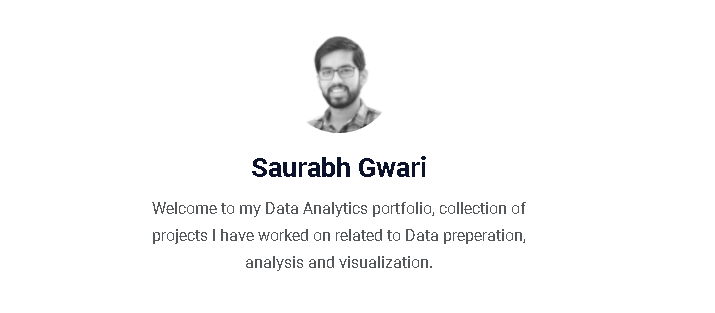 Saurabh Gwari
Welcome to my Data Analytics portfolio, collection of
projects I have worked on related to Data preperation,
analysis and visualization.